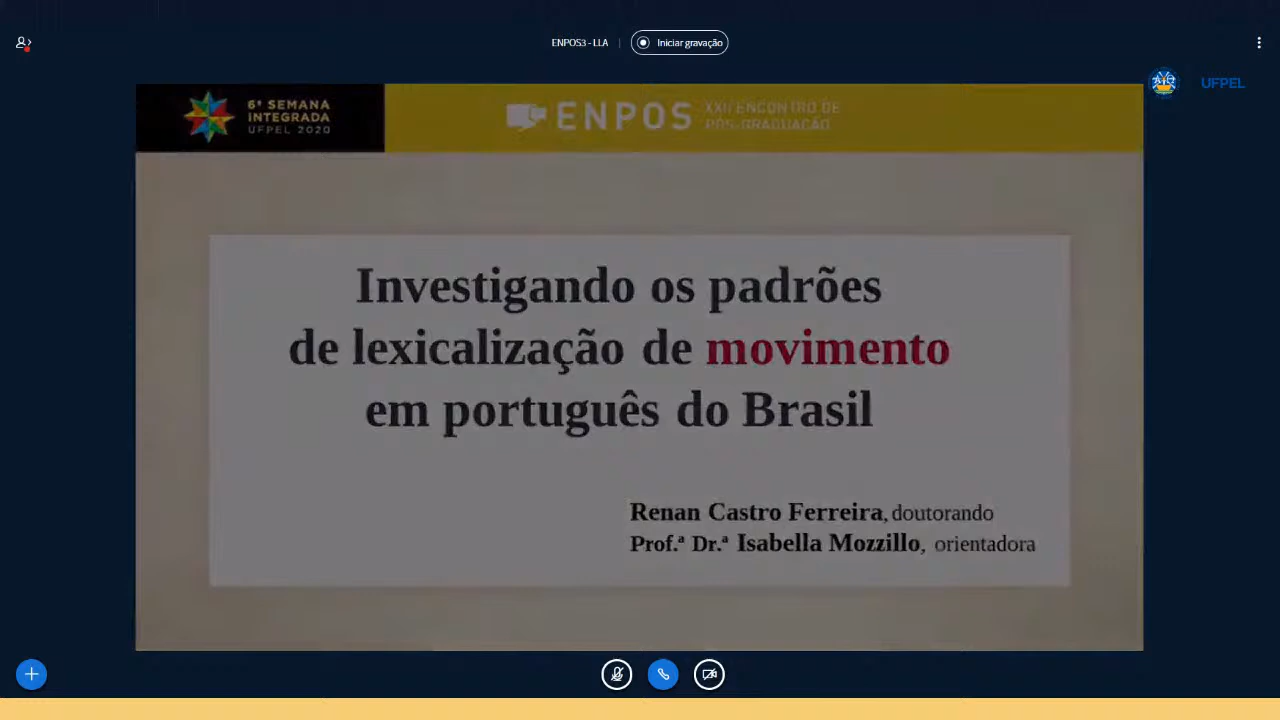 ENPOS3 - LLA
Iniciar gravação
UFPEL
6ª SEMANA
INTEGRADA
UFPEL 2020
ENPOS
XXII ENCONTRO DE
PÓS-GRADUAÇÃO
Investigando os padrões
de lexicalização de movimento
em português do Brasil
Renan Castro Ferreira, doutorando
Prof.ª Dr.ª Isabella Mozzillo, orientadora